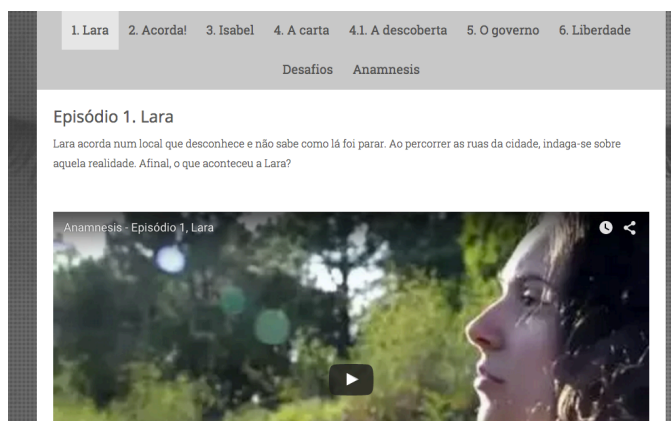 1. Lara 2. Acorda! 3. Isabel 4. A carta 4.1. A descoberta 5. O governo 6. Liberdade
Desafios Anamnesis
Episódio 1. Lara
Lara acorda num local que desconhece e não sabe como lá foi parar. Ao percorrer as ruas da cidade, indaga-se sobre
aquela realidade. Afinal, o que aconteceu a Lara?
Anamnesis - Episódio 1, Lara